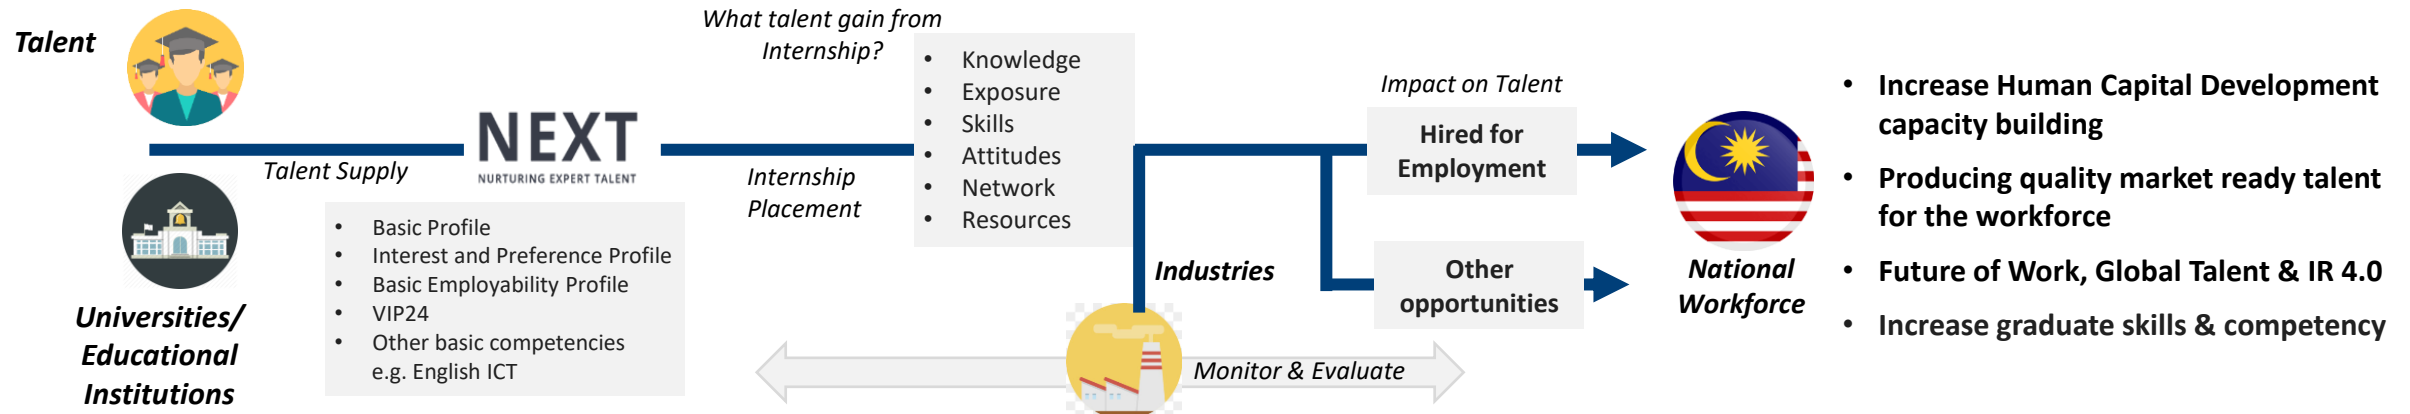 Talent
Universities/
Educational
Institutions
Talent Supply
NEXT
NURTURING EXPERT TALENT
• Basic Profile
• Interest and Preference Profile
• Basic Employability Profile
• VIP24
• Other basic competencies
e.g. English ICT
What talent gain from
Internship?
Internship
Placement
• Knowledge
• Exposure
• Skills
• Attitudes
• Network
• Resources
Industries
Monitor & Evaluate
Impact on Talent
Hired for
Employment
Other
opportunities
National
Workforce
• Increase Human Capital Development
capacity building
• Producing quality market ready talent
for the workforce
• Future of Work, Global Talent & IR 4.0
• Increase graduate skills & competency